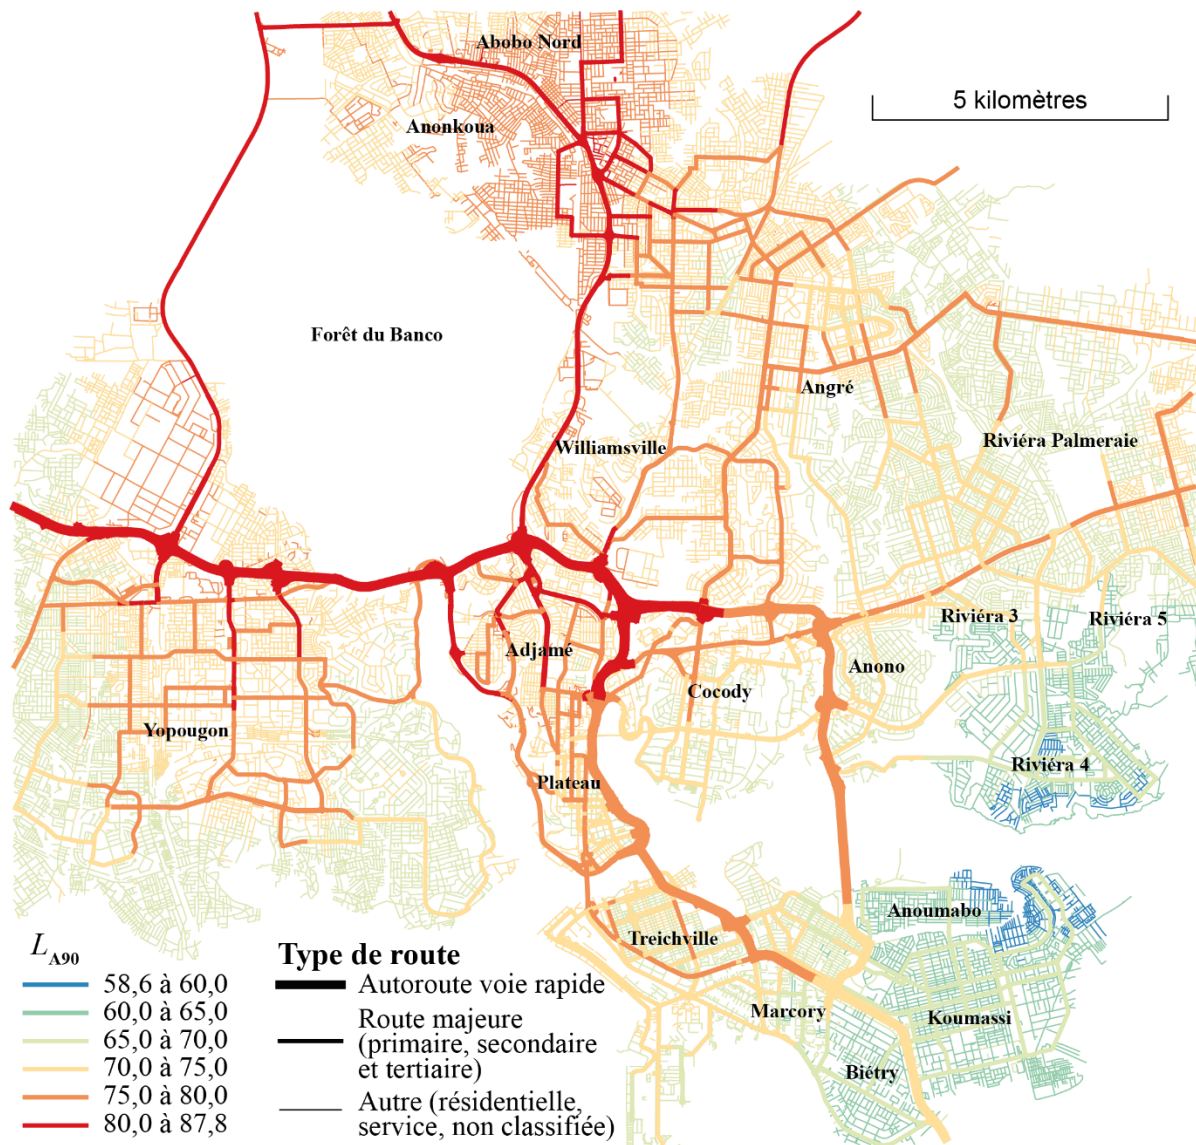 Abobo Nord
5 kilomètres
Anonkoua
Forêt du Banco
Angré
Williamsville
Riviéra Palmeraie
Riviéra 3
Riviéra 5
Adjamé
Anono
Cocody
Yopougon
Riviéra 4
Plateau
Anoumabo
Treichville
Marcory
Koumassi
Biétry
LA90
58,6 à 60,0
60,0 à 65,0
65,0 à 70,0
70,0 à 75,0
75,0 à 80,0
80,0 à 87,8
Type de route
Autoroute voie rapide
Route majeure
(primaire, secondaire
et tertiaire)
Autre (résidentielle,
service, non classifiée)